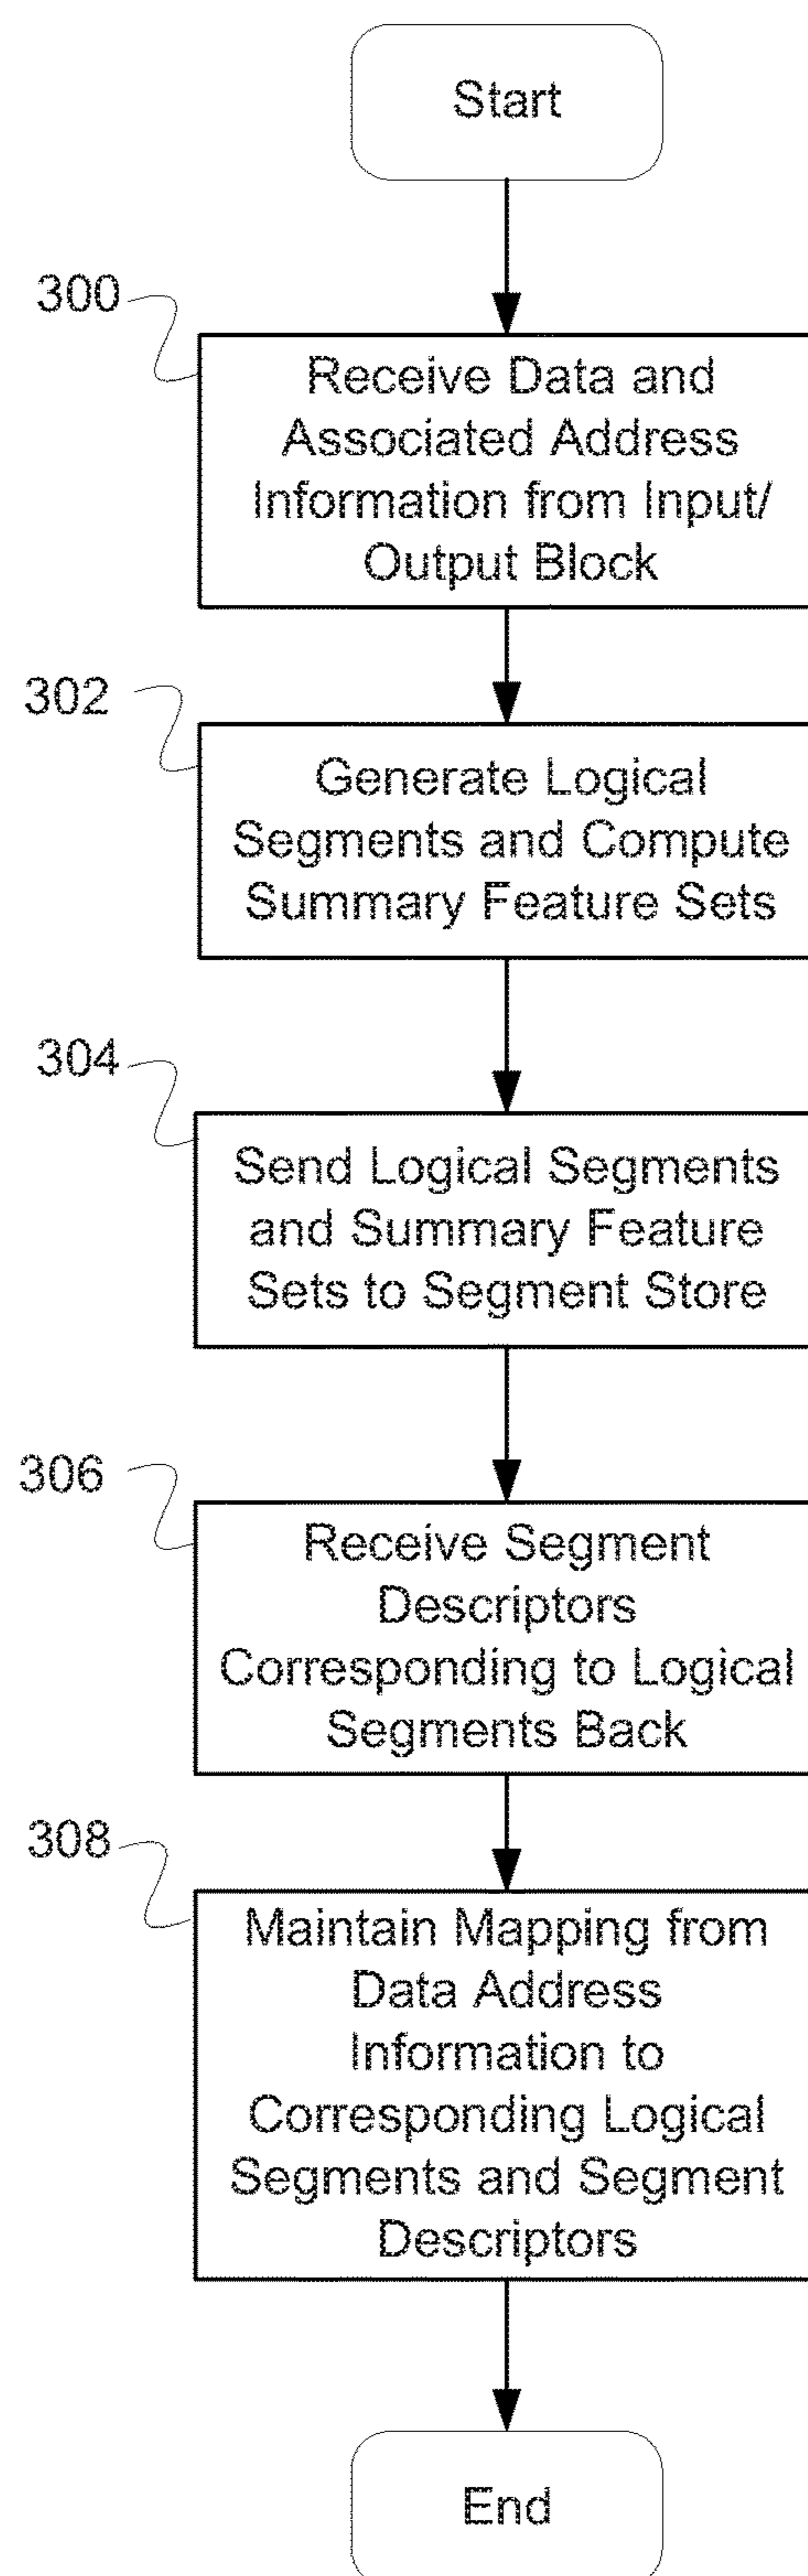 Start
300
Receive Data and
Associated Address
Information from Input/
Output Block
302
Generate Logical
Segments and Compute
Summary Feature Sets
304
Send Logical Segments
and Summary Feature
Sets to Segment Store
306
Receive Segment
Descriptors
Corresponding to Logical
Segments Back
308
Maintain Mapping from
Data Address
Information to
Corresponding Logical
Segments and Segment
Descriptors
End